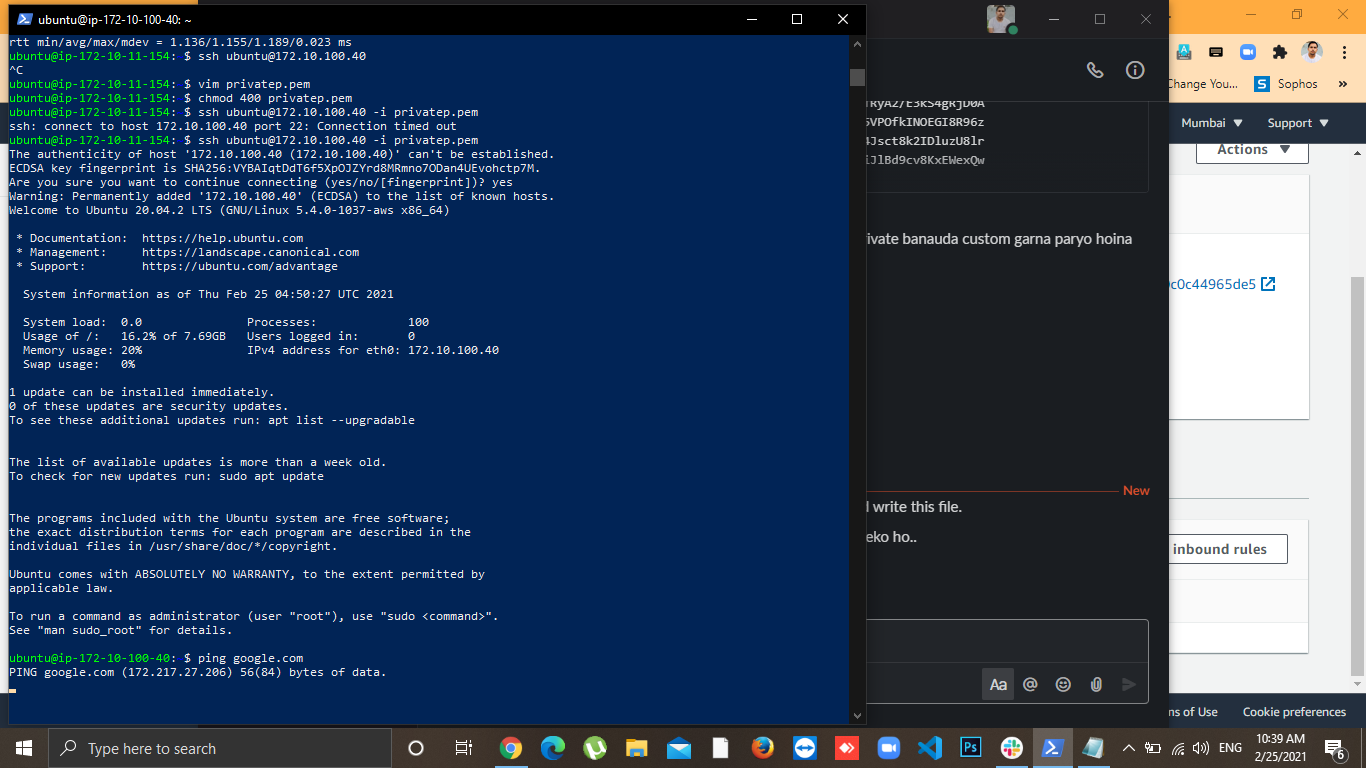 ubuntu@ip-172-10-100-40: ~
rtt min/avg/max/mdev = 1.136/1.155/1.189/0.023 ms
ubuntu@ip-172-10-11-154: $ ssh ubuntu@172.10.100.40
^C
ubuntu@ip-172-10-11-154: $ vim privatep.pem
ubuntu@ip-172-10-11-154: $ chmod 400 privatep.pem
ubuntu@ip-172-10-11-154: $ ssh ubuntu@172.10.100.40 -i privatep.pem
ssh: connect to host 172.10.100.40 port 22: Connection timed out
ubuntu@ip-172-10-11-154: $ ssh ubuntu@172.10.100.40 -i privatep.pem
The authenticity of host '172.10.100.40 (172.10.100.40)' can't be established.
ECDSA key fingerprint is SHA256:VYBAIqtDdT6f5XpOJZYrd8MRmno7ODan4UEvohctp7M.
Are you sure you want to continue connecting (yes/no/[fingerprint])? yes
Warning: Permanently added '172.10.100.40' (ECDSA) to the list of known hosts.
Welcome to Ubuntu 20.04.2 LTS (GNU/Linux 5.4.0-1037-aws x86_64)
* Documentation:  https://help.ubuntu.com
* Management:     https://landscape.canonical.com
* Support:        https://ubuntu.com/advantage
System information as of Thu Feb 25 04:50:27 UTC 2021
System load:  0.0               Processes:             100
Usage of /:   16.2% of 7.69GB   Users logged in:       0
Memory usage: 20%               IPv4 address for eth0: 172.10.100.40
Swap usage:   0%
1 update can be installed immediately.
0 of these updates are security updates.
To see these additional updates run: apt list --upgradable
The list of available updates is more than a week old.
To check for new updates run: sudo apt update
The programs included with the Ubuntu system are free software;
the exact distribution terms for each program are described in the
individual files in /usr/share/doc/*/copyright.
Ubuntu comes with ABSOLUTELY NO WARRANTY, to the extent permitted by
applicable law.
To run a command as administrator (user "root"), use "sudo <command>".
See "man sudo_root" for details.
ubuntu@ip-172-10-100-40: $ ping google.com
PING google.com (172.217.27.206) 56(84) bytes of data.
VPOfkINOEGI8R96z
Jsct8k2IDluzU8lr
JlBd9cv8KxEWexQw
ivate banauda custom garna paryo hoina
New
write this file.
eko ho..
Aa
Change You...
Sophos
»
Mumbai ▼
Support ▼
Actions ▼
c0c44965de5
inbound rules
ns of Use
Cookie preferences
Type here to search
Ps
ENG
10:39 AM
2/25/2021
6